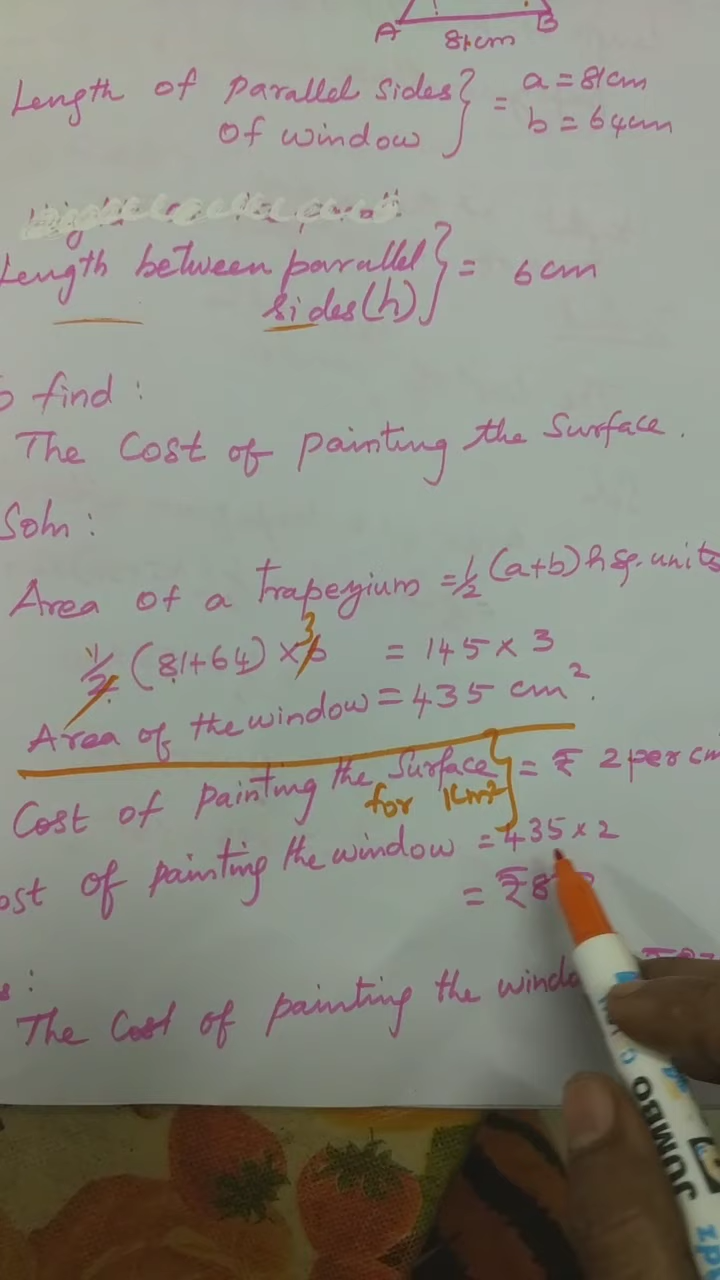 A B
81cm
Length of parallel sides } = a = 81cm
of window b = 64cm
Length between parallel } = 6cm
sides (h)
find :
The Cost of painting the surface.
Soln :
Area of a trapezium = 1/2 (a+b) h sq. units
1/2 (81+64) × 6 3 = 145 × 3
Area of the window = 435 cm².
Cost of painting the surface } = ₹ 2 per cm
for 1cm²
of painting the window = 435 × 2
= ₹8
The Cost of painting the
JOMBO